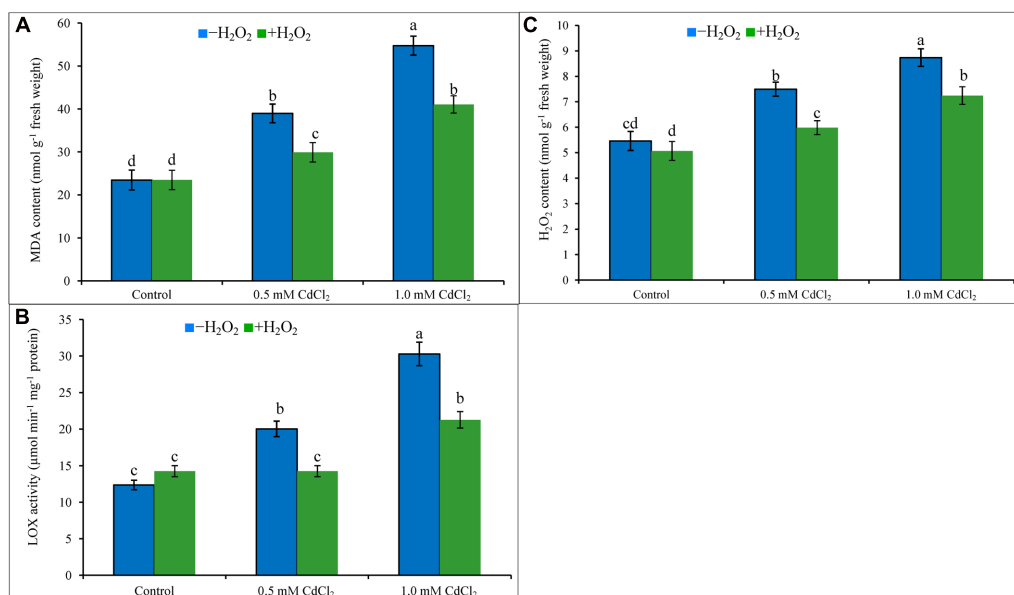 A
−H₂O₂ +H₂O₂
MDA content (nmol g⁻¹ fresh weight)
60
50
40
30
20
10
0
d
d
b
c
a
b
Control
0.5 mM CdCl₂
1.0 mM CdCl₂
B
−H₂O₂ +H₂O₂
LOX activity (μmol min⁻¹ mg⁻¹ protein)
35
30
25
20
15
10
5
0
c
c
b
c
a
b
Control
0.5 mM CdCl₂
1.0 mM CdCl₂
C
−H₂O₂ +H₂O₂
H₂O₂ content (nmol g⁻¹ fresh weight)
10
9
8
7
6
5
4
3
2
1
0
cd
d
b
c
a
b
Control
0.5 mM CdCl₂
1.0 mM CdCl₂